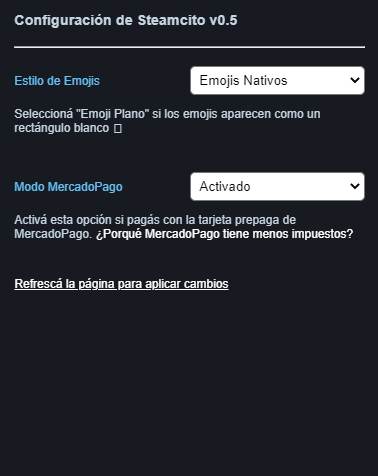 Configuración de Steamcito v0.5
Estilo de Emojis
Emojis Nativos
Seleccioná "Emoji Plano" si los emojis aparecen como un
rectángulo blanco ▯
Modo MercadoPago
Activado
Activá esta opción si pagás con la tarjeta prepaga de
MercadoPago. ¿Porqué MercadoPago tiene menos impuestos?
Refrescá la página para aplicar cambios